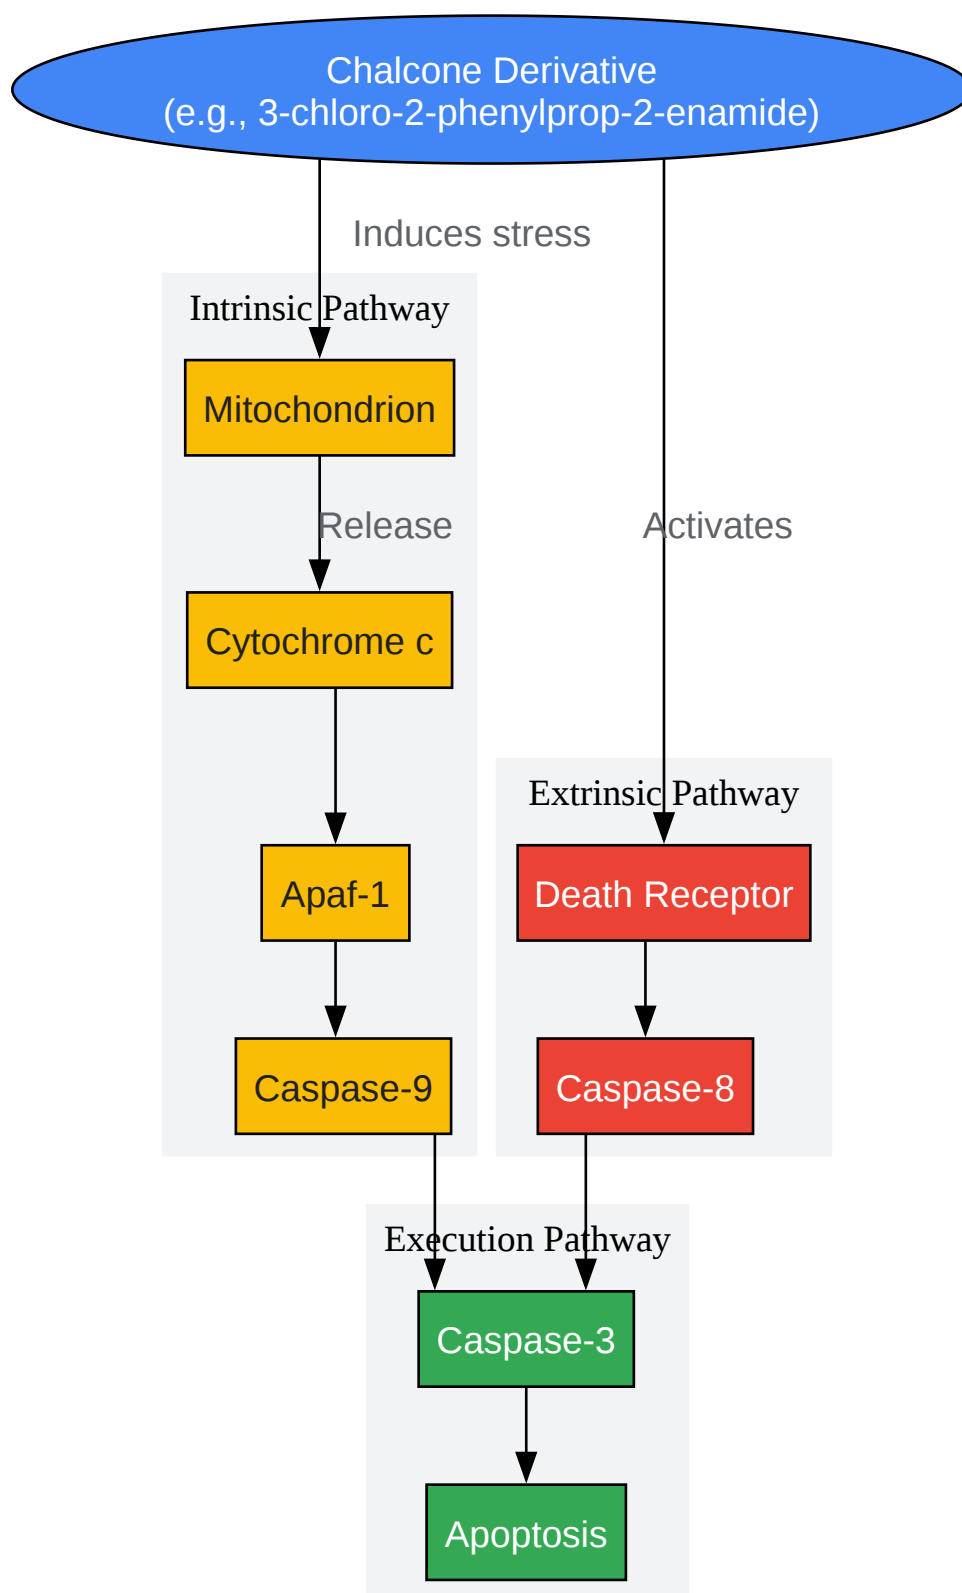 Chalcone Derivative
(e.g., 3-chloro-2-phenylprop-2-enamide)
Induces stress
Intrinsic Pathway
Mitochondrion
Release
Activates
Cytochrome c
Extrinsic Pathway
Apaf-1
Death Receptor
Caspase-9
Caspase-8
Execution Pathway
Caspase-3
Apoptosis